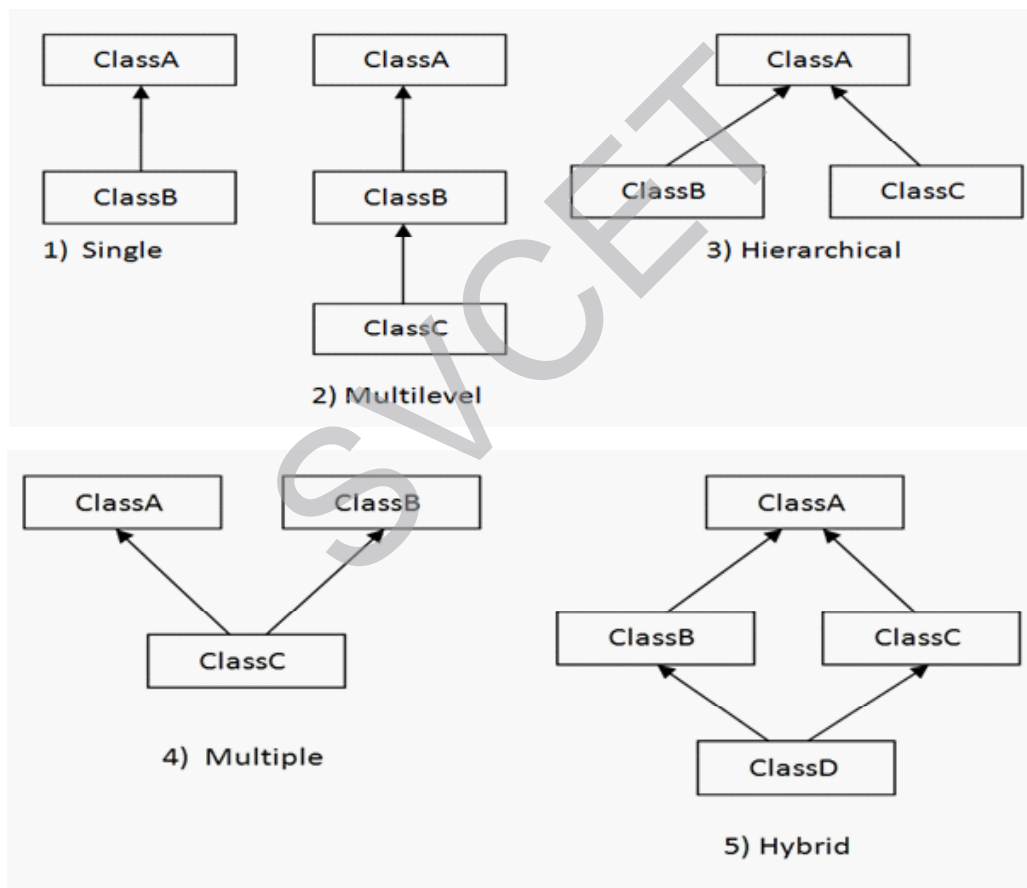 ClassA
ClassB
1) Single
ClassA
ClassB
ClassC
2) Multilevel
ClassA
ClassB
ClassC
3) Hierarchical
ClassA
ClassB
ClassC
4) Multiple
ClassA
ClassB
ClassC
ClassD
5) Hybrid
SVCET